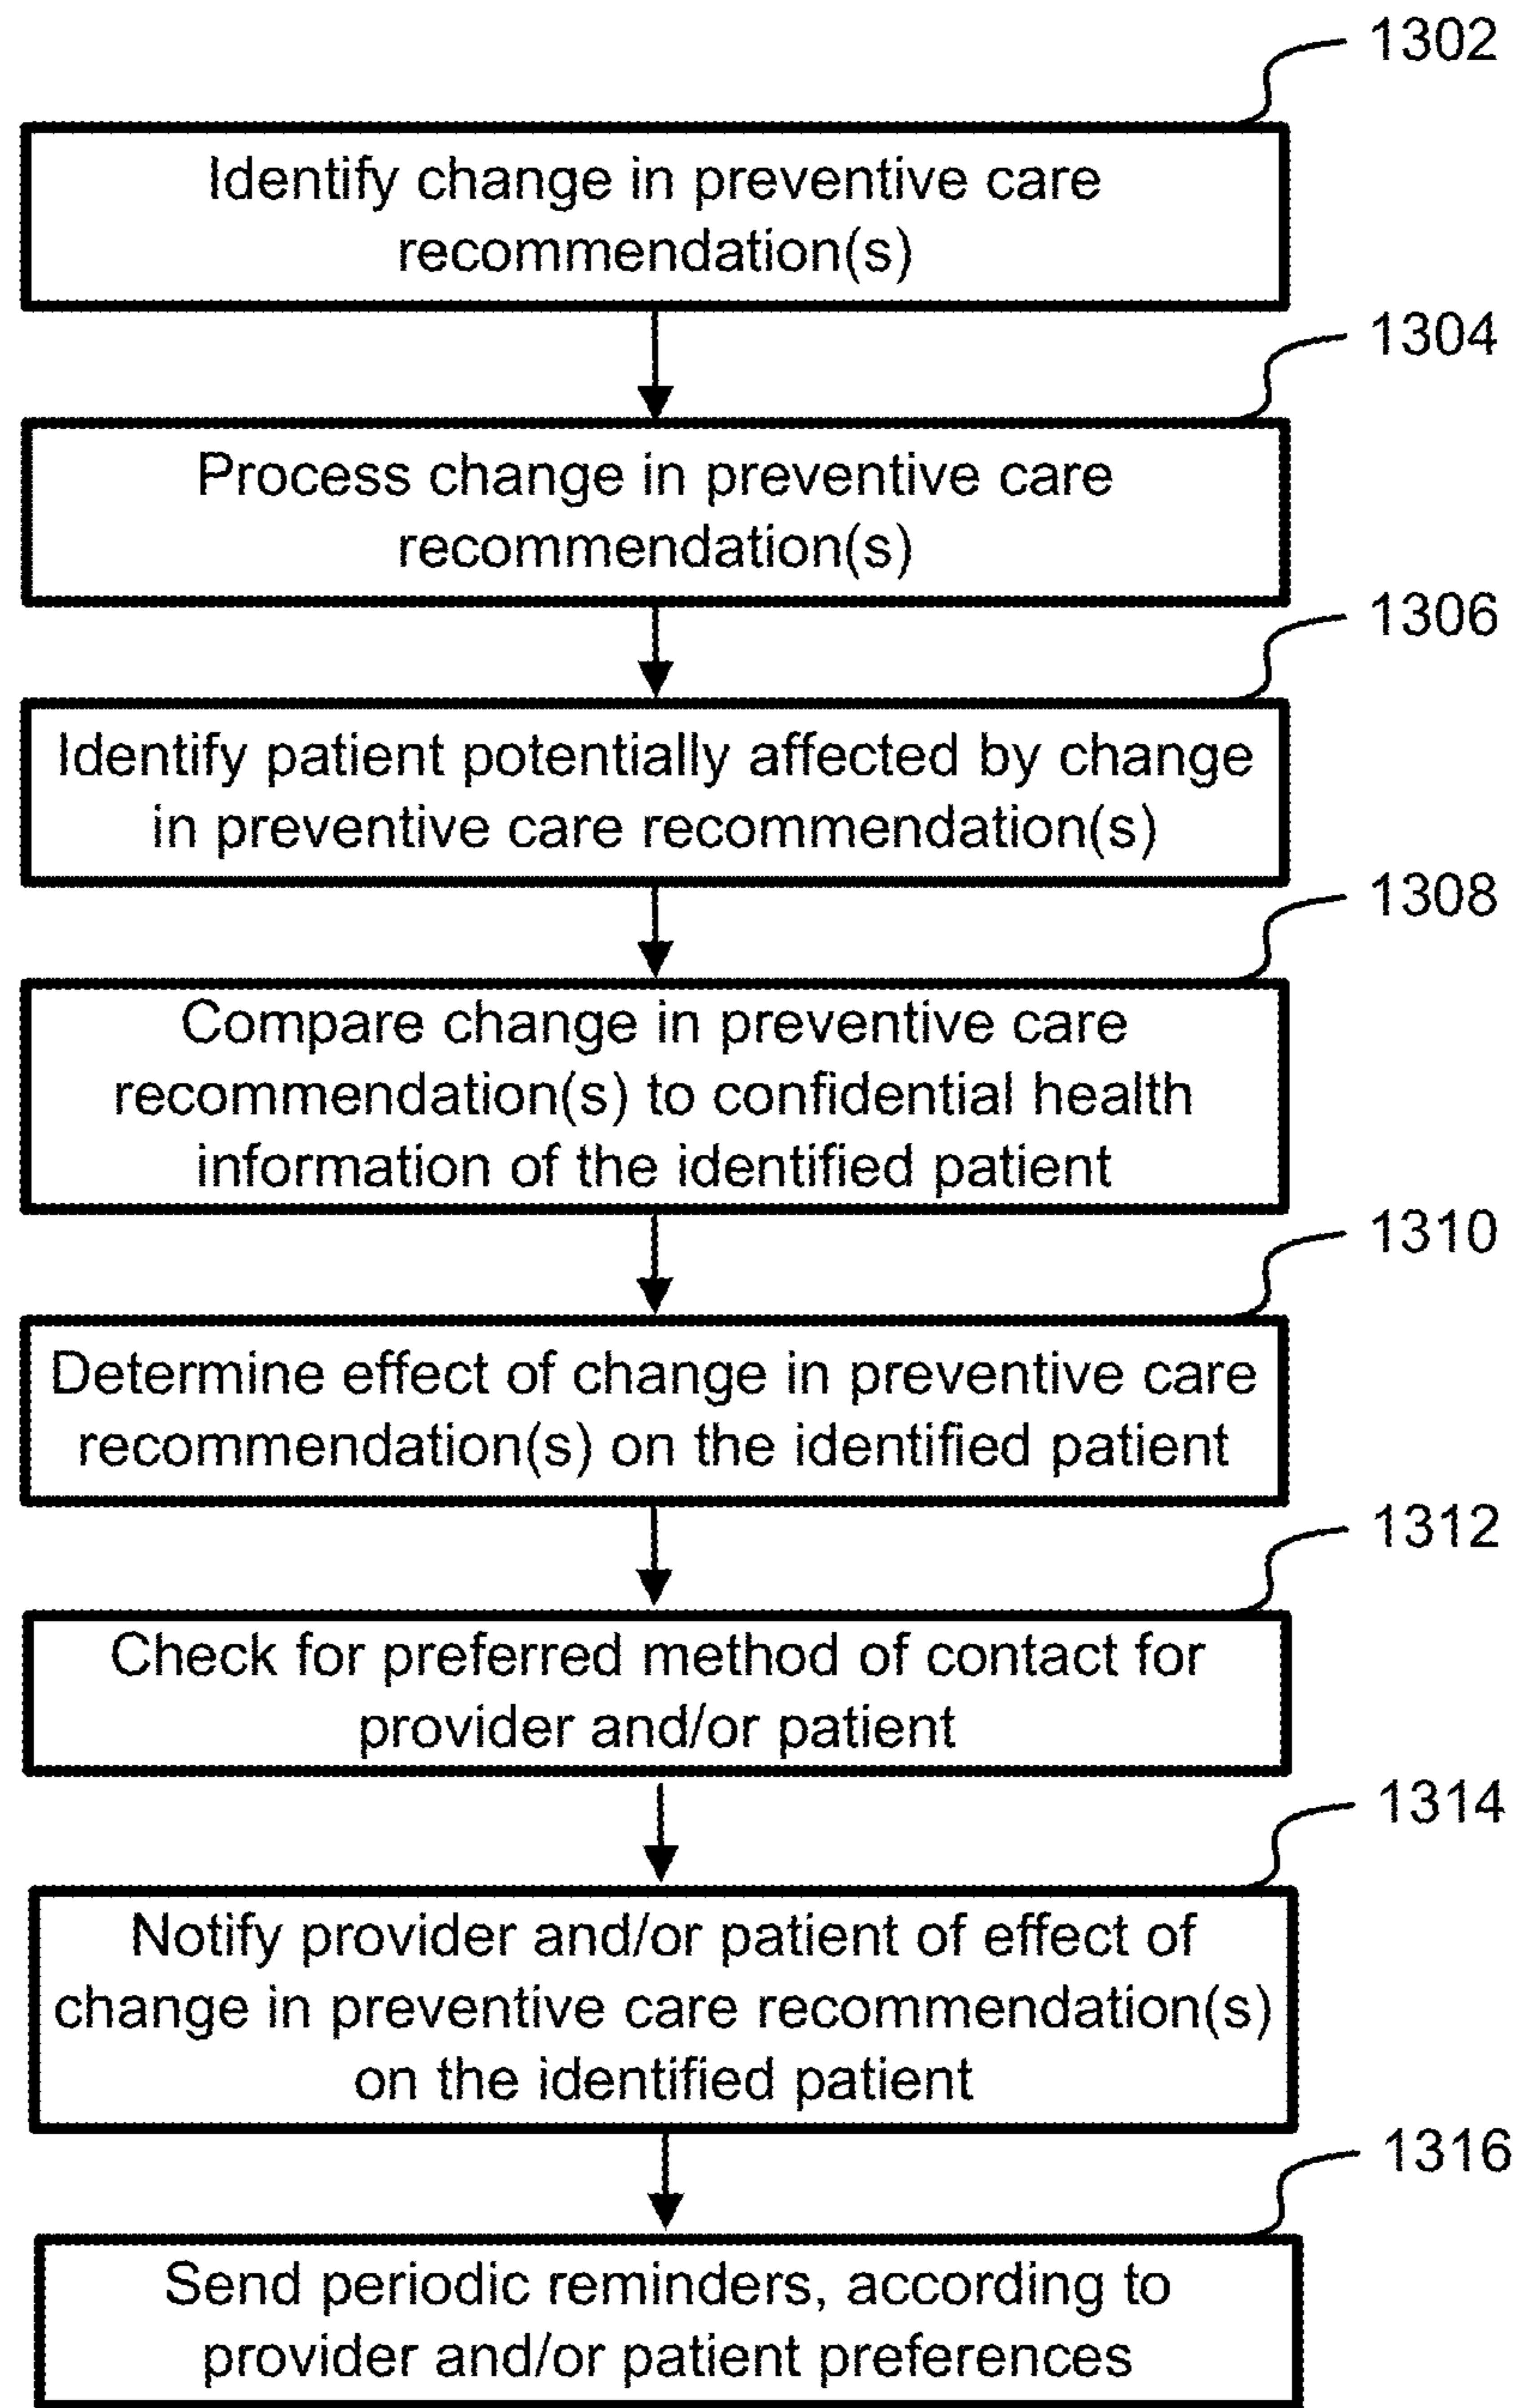 1302
Identify change in preventive care
recommendation(s)
1304
Process change in preventive care
recommendation(s)
1306
Identify patient potentially affected by change
in preventive care recommendation(s)
1308
Compare change in preventive care
recommendation(s) to confidential health
information of the identified patient
1310
Determine effect of change in preventive care
recommendation(s) on the identified patient
1312
Check for preferred method of contact for
provider and/or patient
1314
Notify provider and/or patient of effect of
change in preventive care recommendation(s)
on the identified patient
1316
Send periodic reminders, according to
provider and/or patient preferences